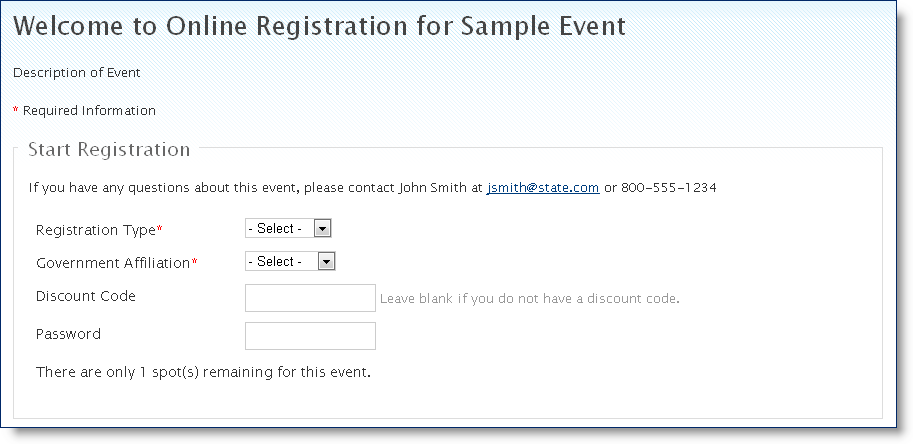 Welcome to Online Registration for Sample Event
Description of Event
* Required Information
Start Registration
If you have any questions about this event, please contact John Smith at jsmith@state.com or 800-555-1234
Registration Type* - Select -
Government Affiliation* - Select -
Discount Code Leave blank if you do not have a discount code.
Password
There are only 1 spot(s) remaining for this event.